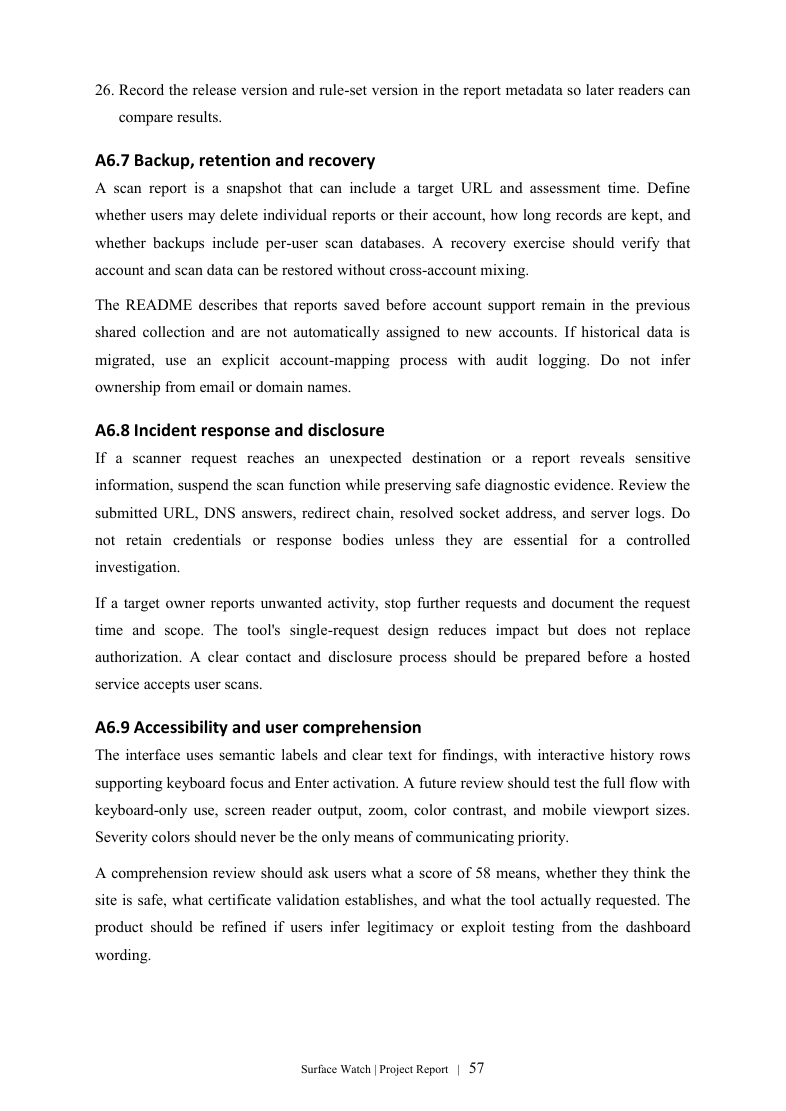 26. Record the release version and rule-set version in the report metadata so later readers can
compare results.
A6.7 Backup, retention and recovery
A scan report is a snapshot that can include a target URL and assessment time. Define
whether users may delete individual reports or their account, how long records are kept, and
whether backups include per-user scan databases. A recovery exercise should verify that
account and scan data can be restored without cross-account mixing.
The README describes that reports saved before account support remain in the previous
shared collection and are not automatically assigned to new accounts. If historical data is
migrated, use an explicit account-mapping process with audit logging. Do not infer
ownership from email or domain names.
A6.8 Incident response and disclosure
If a scanner request reaches an unexpected destination or a report reveals sensitive
information, suspend the scan function while preserving safe diagnostic evidence. Review the
submitted URL, DNS answers, redirect chain, resolved socket address, and server logs. Do
not retain credentials or response bodies unless they are essential for a controlled
investigation.
If a target owner reports unwanted activity, stop further requests and document the request
time and scope. The tool's single-request design reduces impact but does not replace
authorization. A clear contact and disclosure process should be prepared before a hosted
service accepts user scans.
A6.9 Accessibility and user comprehension
The interface uses semantic labels and clear text for findings, with interactive history rows
supporting keyboard focus and Enter activation. A future review should test the full flow with
keyboard-only use, screen reader output, zoom, color contrast, and mobile viewport sizes.
Severity colors should never be the only means of communicating priority.
A comprehension review should ask users what a score of 58 means, whether they think the
site is safe, what certificate validation establishes, and what the tool actually requested. The
product should be refined if users infer legitimacy or exploit testing from the dashboard
wording.
Surface Watch | Project Report | 57